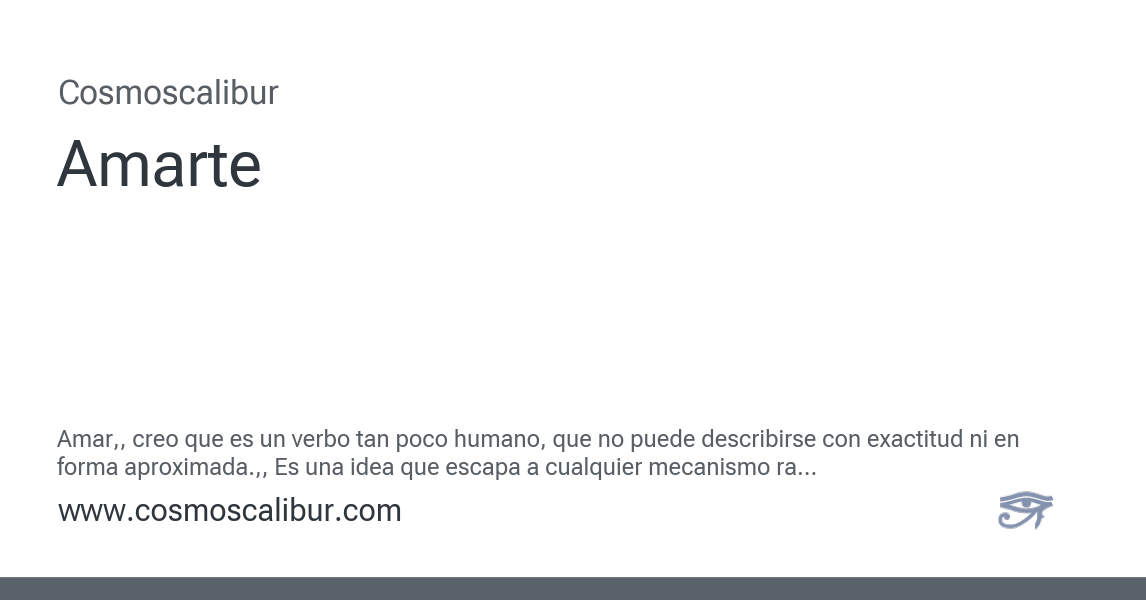 Cosmoscalibur
Amarte
Amar,, creo que es un verbo tan poco humano, que no puede describirse con exactitud ni en
forma aproximada.,, Es una idea que escapa a cualquier mecanismo ra...
www.cosmoscalibur.com